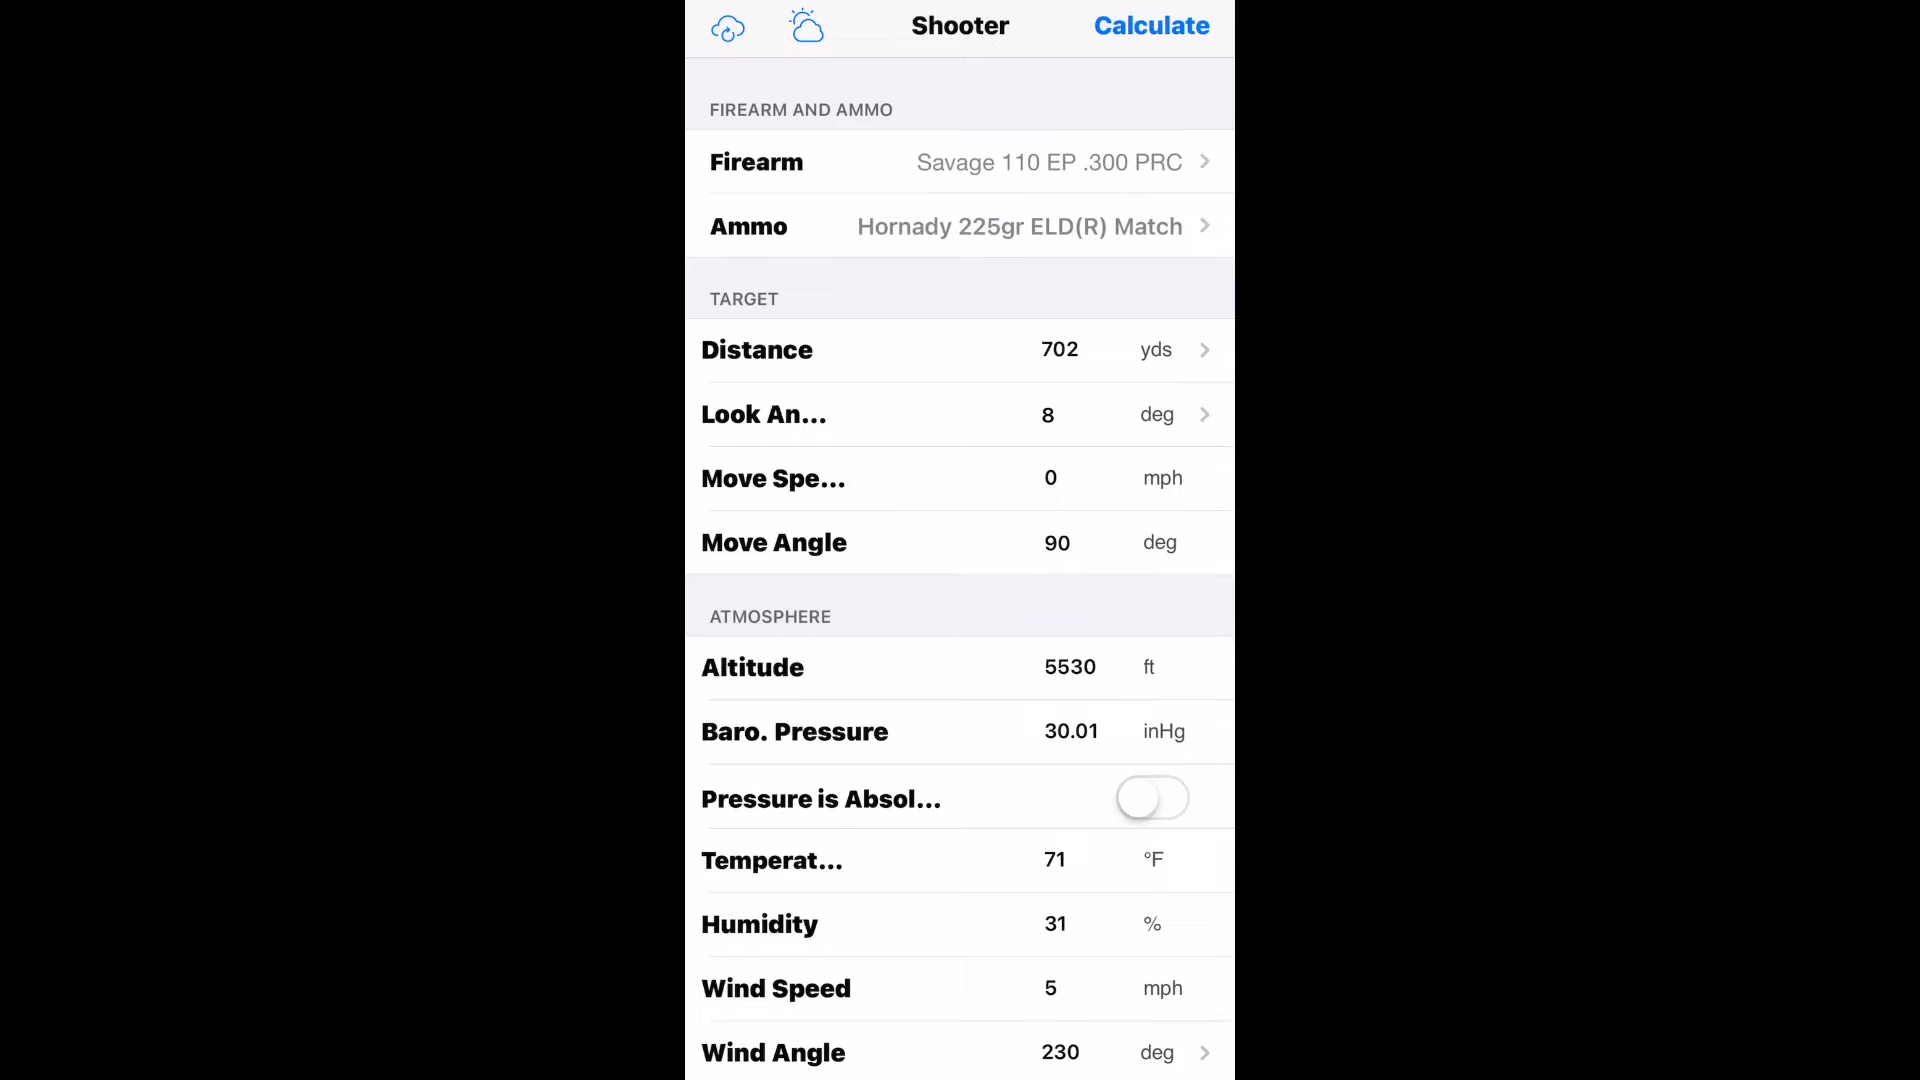 Shooter Calculate
FIREARM AND AMMO
Firearm Savage 110 EP .300 PRC
Ammo Hornady 225gr ELD(R) Match
TARGET
Distance 702 yds
Look An... 8 deg
Move Spe... 0 mph
Move Angle 90 deg
ATMOSPHERE
Altitude 5530 ft
Baro. Pressure 30.01 inHg
Pressure is Absol...
Temperat... 71 °F
Humidity 31 %
Wind Speed 5 mph
Wind Angle 230 deg